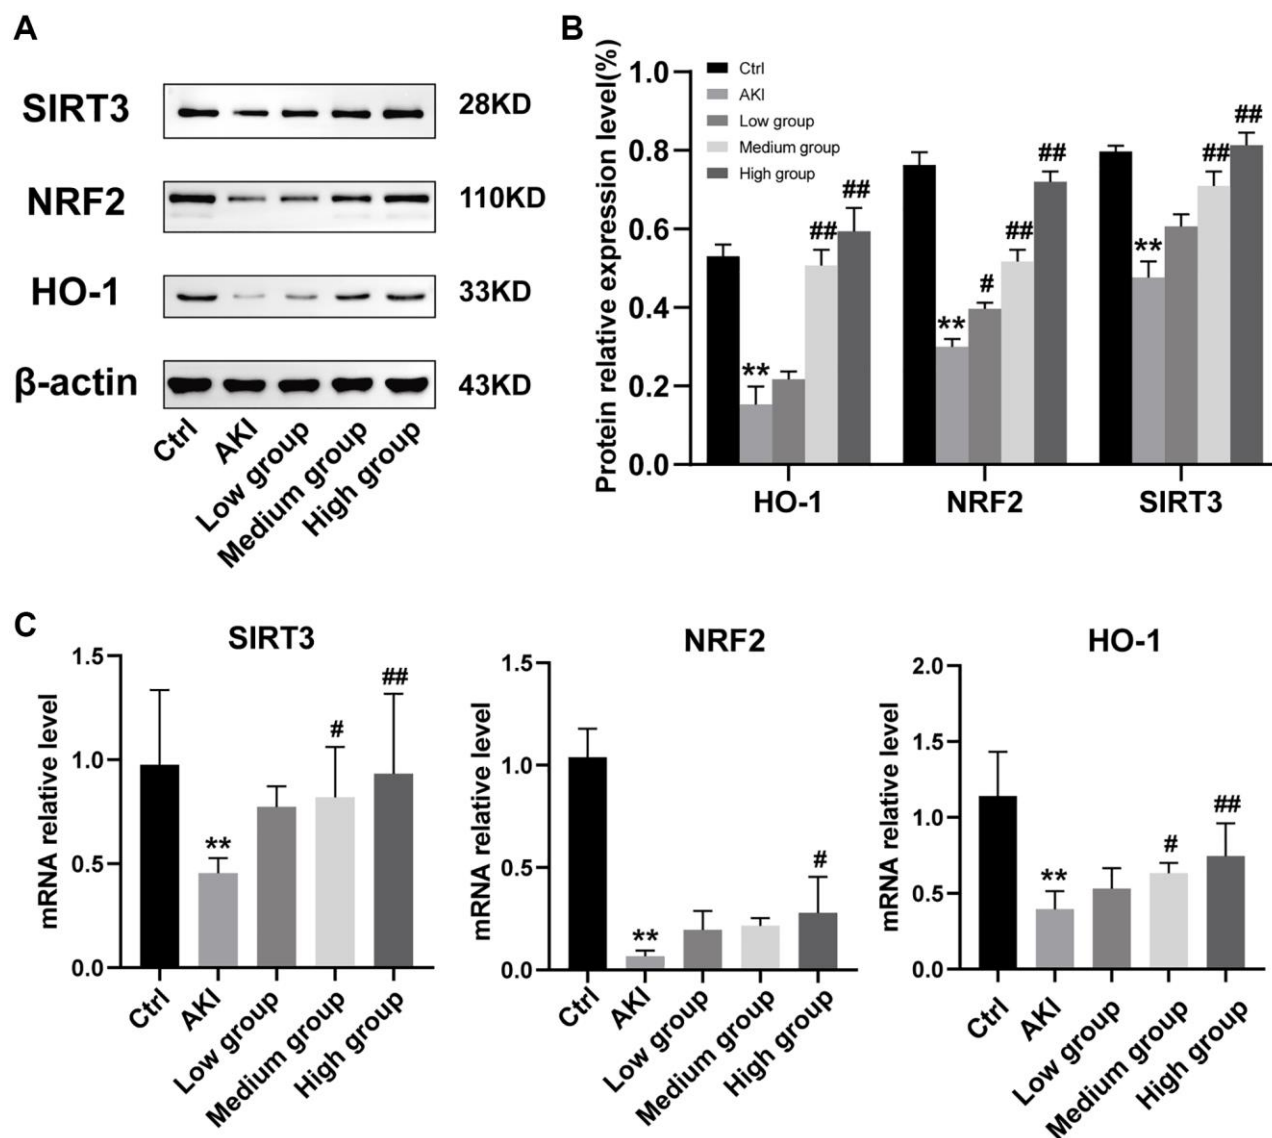 A
SIRT3 28KD
NRF2 110KD
HO-1 33KD
β-actin 43KD
Ctrl AKI Low group Medium group High group
B
Protein relative expression level(%)
Ctrl
AKI
Low group
Medium group
High group
1.0
0.8
0.6
0.4
0.2
0.0
** ## ##
** # ## ##
** ## ##
HO-1 NRF2 SIRT3
C
SIRT3
mRNA relative level
1.5
1.0
0.5
0.0
** # ##
Ctrl AKI Low group Medium group High group
NRF2
mRNA relative level
1.5
1.0
0.5
0.0
** #
Ctrl AKI Low group Medium group High group
HO-1
mRNA relative level
2.0
1.5
1.0
0.5
0.0
** # ##
Ctrl AKI Low group Medium group High group